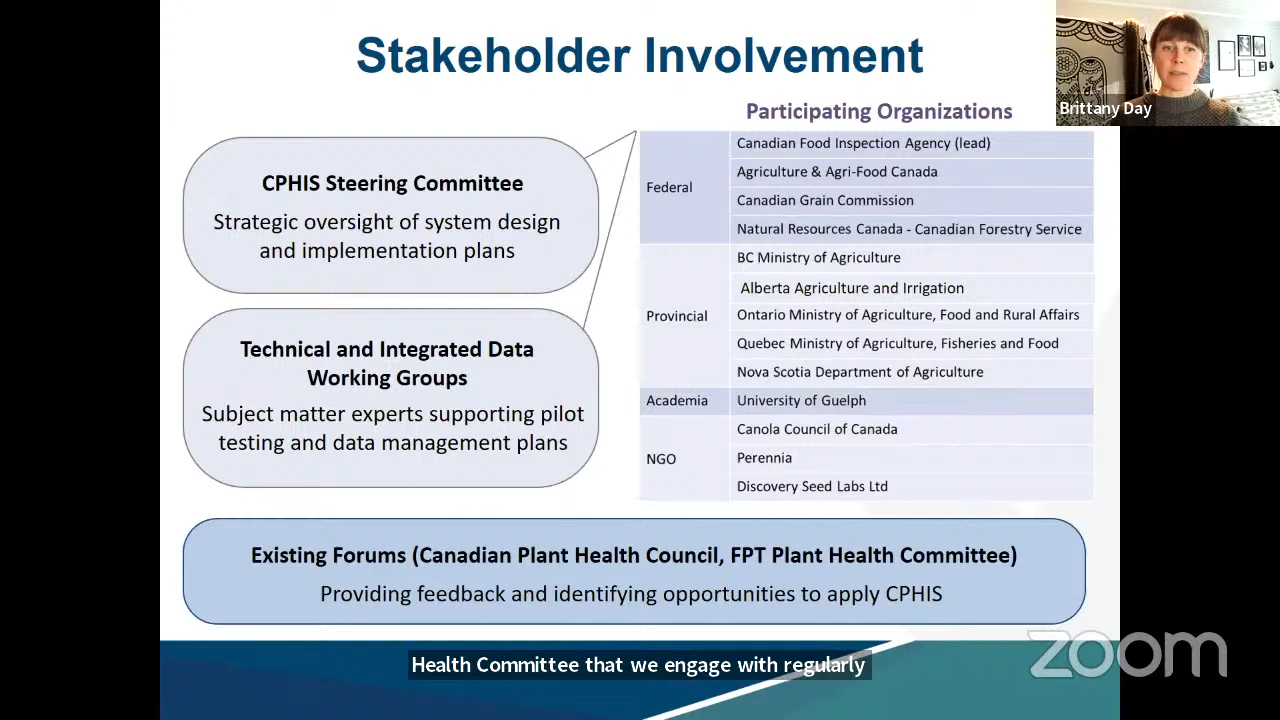 Stakeholder Involvement
Brittany Day
Participating Organizations
CPHIS Steering Committee
Strategic oversight of system design
and implementation plans
Technical and Integrated Data
Working Groups
Subject matter experts supporting pilot
testing and data management plans
Federal
Canadian Food Inspection Agency (lead)
Agriculture & Agri-Food Canada
Canadian Grain Commission
Natural Resources Canada - Canadian Forestry Service
Provincial
BC Ministry of Agriculture
Alberta Agriculture and Irrigation
Ontario Ministry of Agriculture, Food and Rural Affairs
Quebec Ministry of Agriculture, Fisheries and Food
Nova Scotia Department of Agriculture
Academia
University of Guelph
NGO
Canola Council of Canada
Perennia
Discovery Seed Labs Ltd
Existing Forums (Canadian Plant Health Council, FPT Plant Health Committee)
Providing feedback and identifying opportunities to apply CPHIS
Health Committee that we engage with regularly
zoom